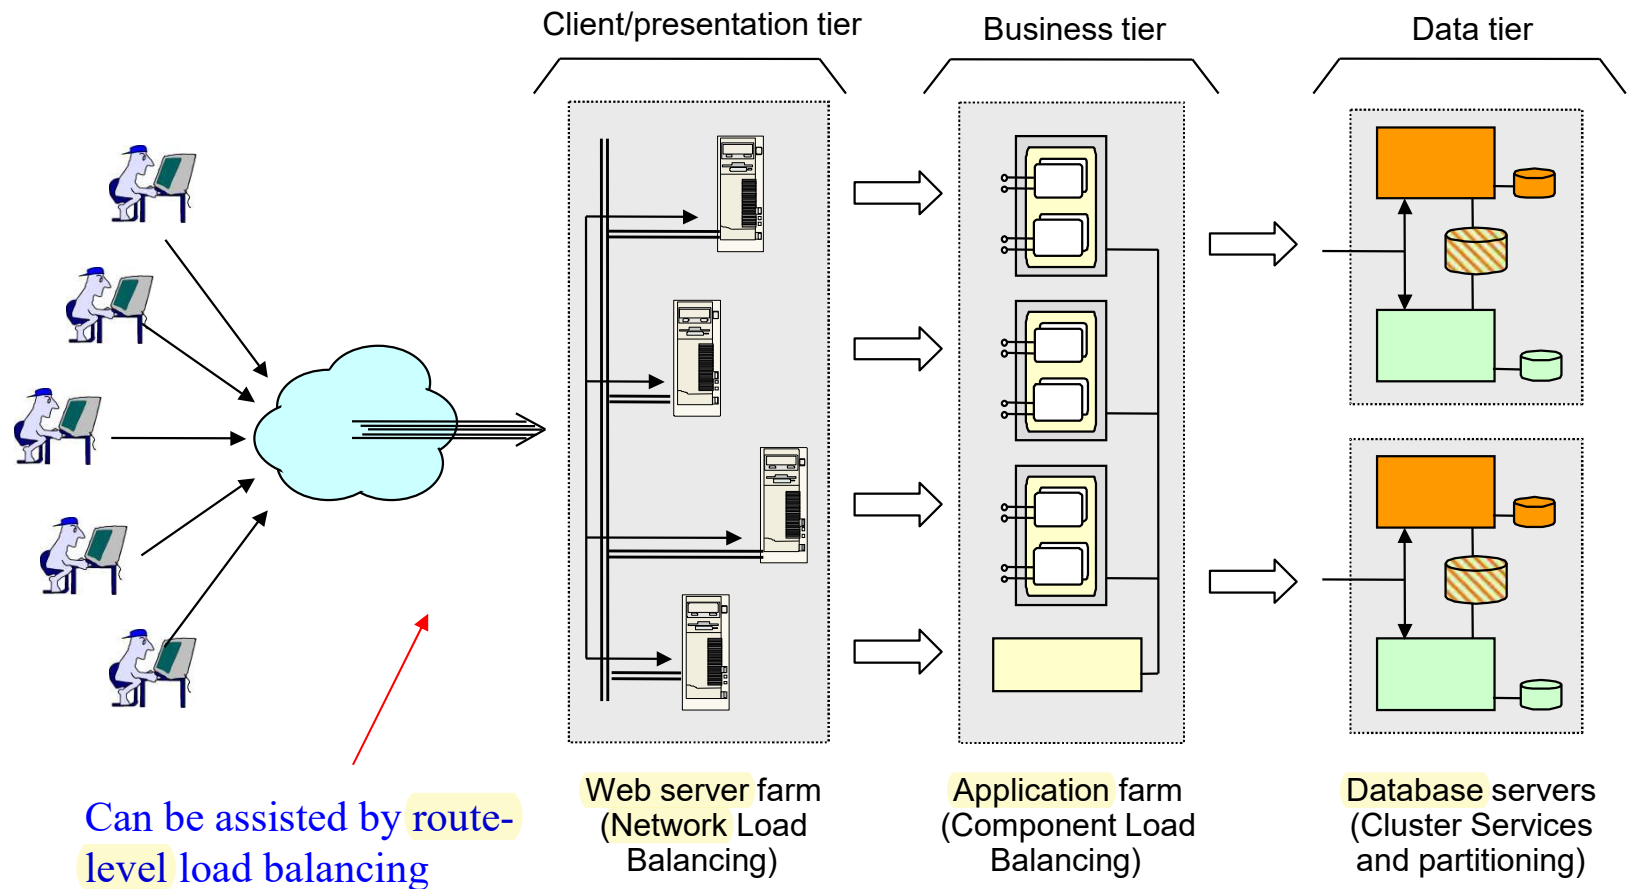 Client/presentation tier
Business tier
Data tier
Can be assisted by route-
level load balancing
Web server farm
(Network Load
Balancing)
Application farm
(Component Load
Balancing)
Database servers
(Cluster Services
and partitioning)